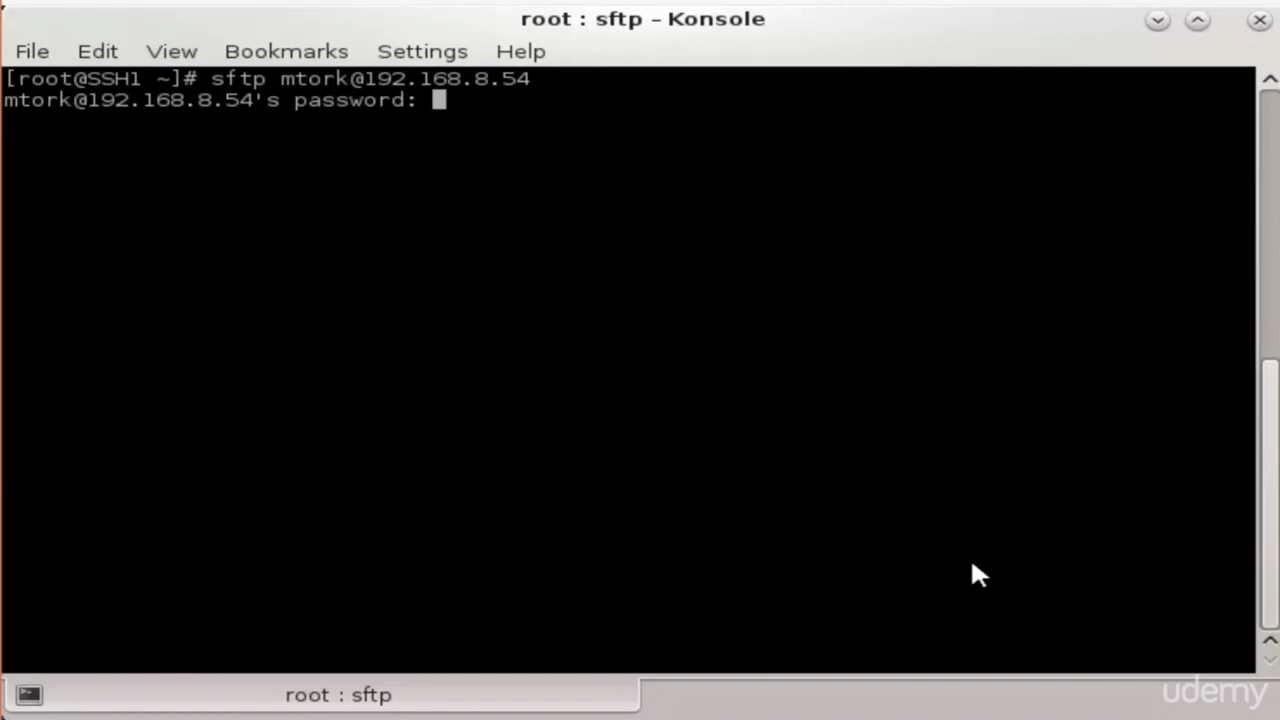 root : sftp – Konsole
File Edit View Bookmarks Settings Help
[root@SSH1 ~]# sftp mtork@192.168.8.54
mtork@192.168.8.54's password:
root : sftp
udemy